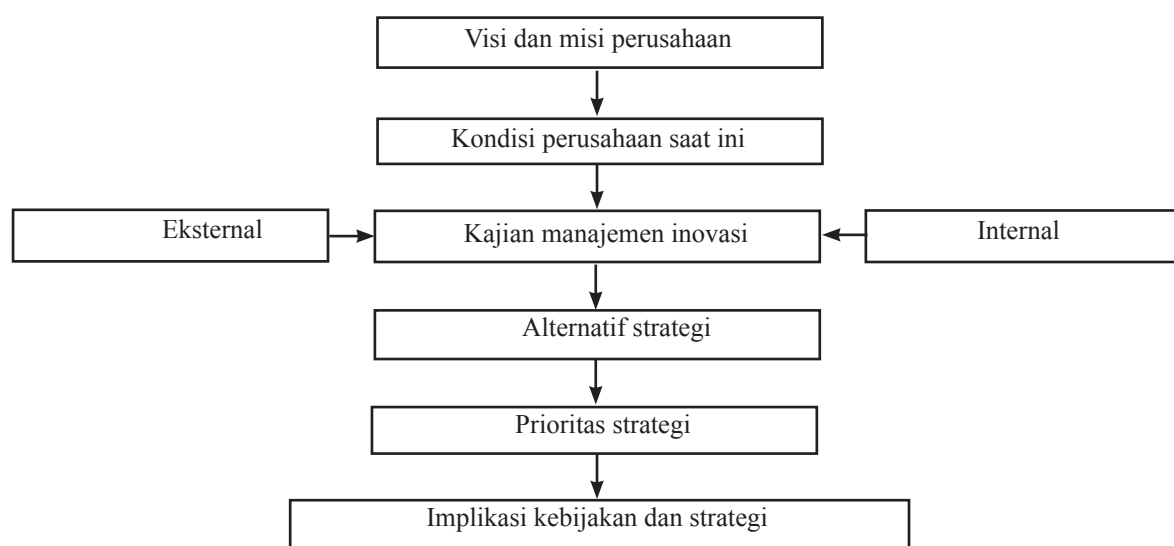 Visi dan misi perusahaan
Kondisi perusahaan saat ini
Eksternal
Kajian manajemen inovasi
Internal
Alternatif strategi
Prioritas strategi
Implikasi kebijakan dan strategi